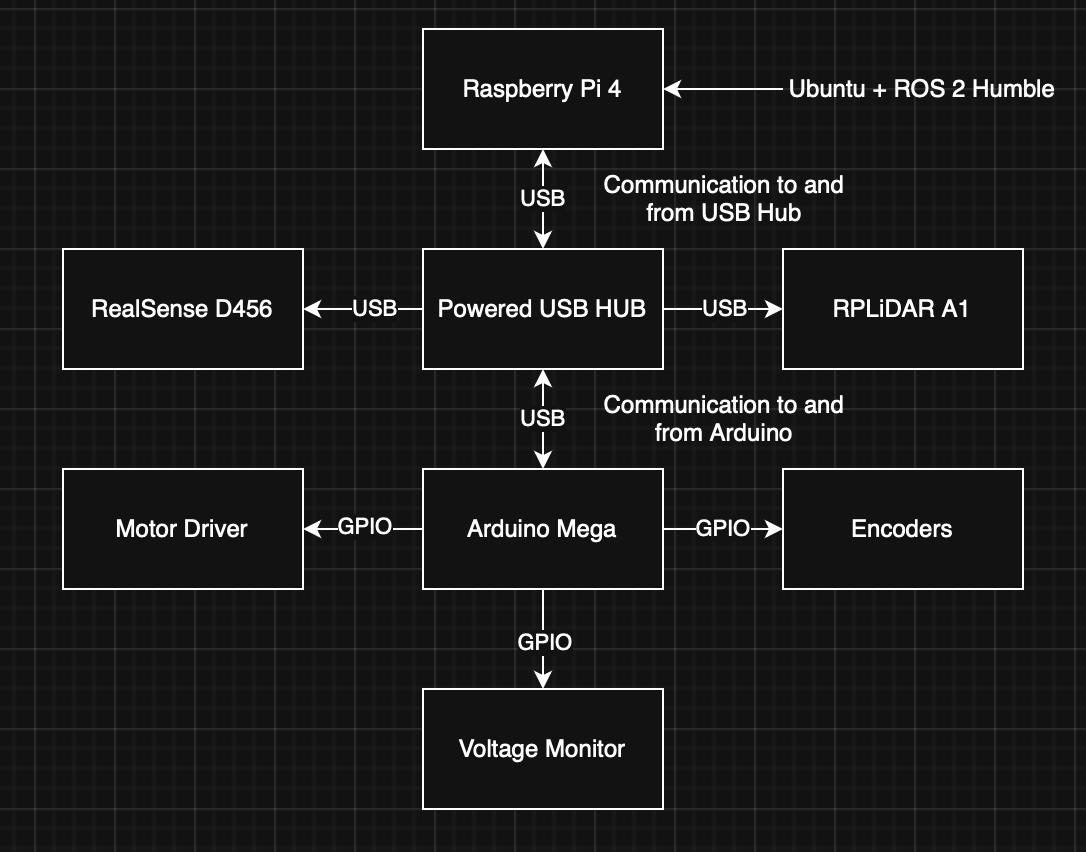 Raspberry Pi 4
Ubuntu + ROS 2 Humble
USB
Communication to and
from USB Hub
RealSense D456
USB
Powered USB HUB
USB
RPLiDAR A1
USB
Communication to and
from Arduino
Motor Driver
GPIO
Arduino Mega
GPIO
Encoders
GPIO
Voltage Monitor